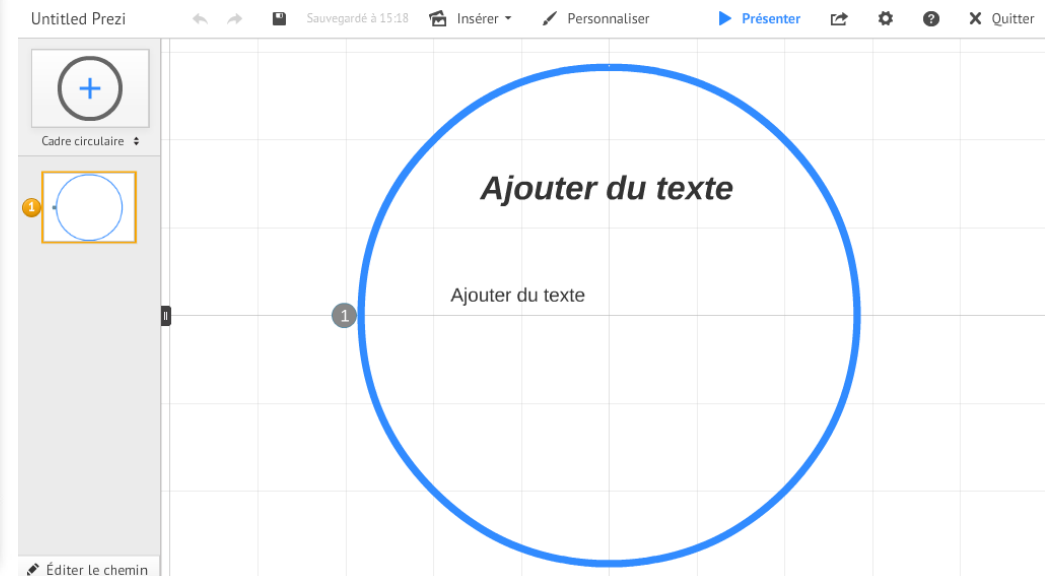 Untitled Prezi
Sauvegardé à 15:18
Insérer
Personnaliser
Présenter
Quitter
Cadre circulaire
1
Ajouter du texte
Ajouter du texte
1
Éditer le chemin